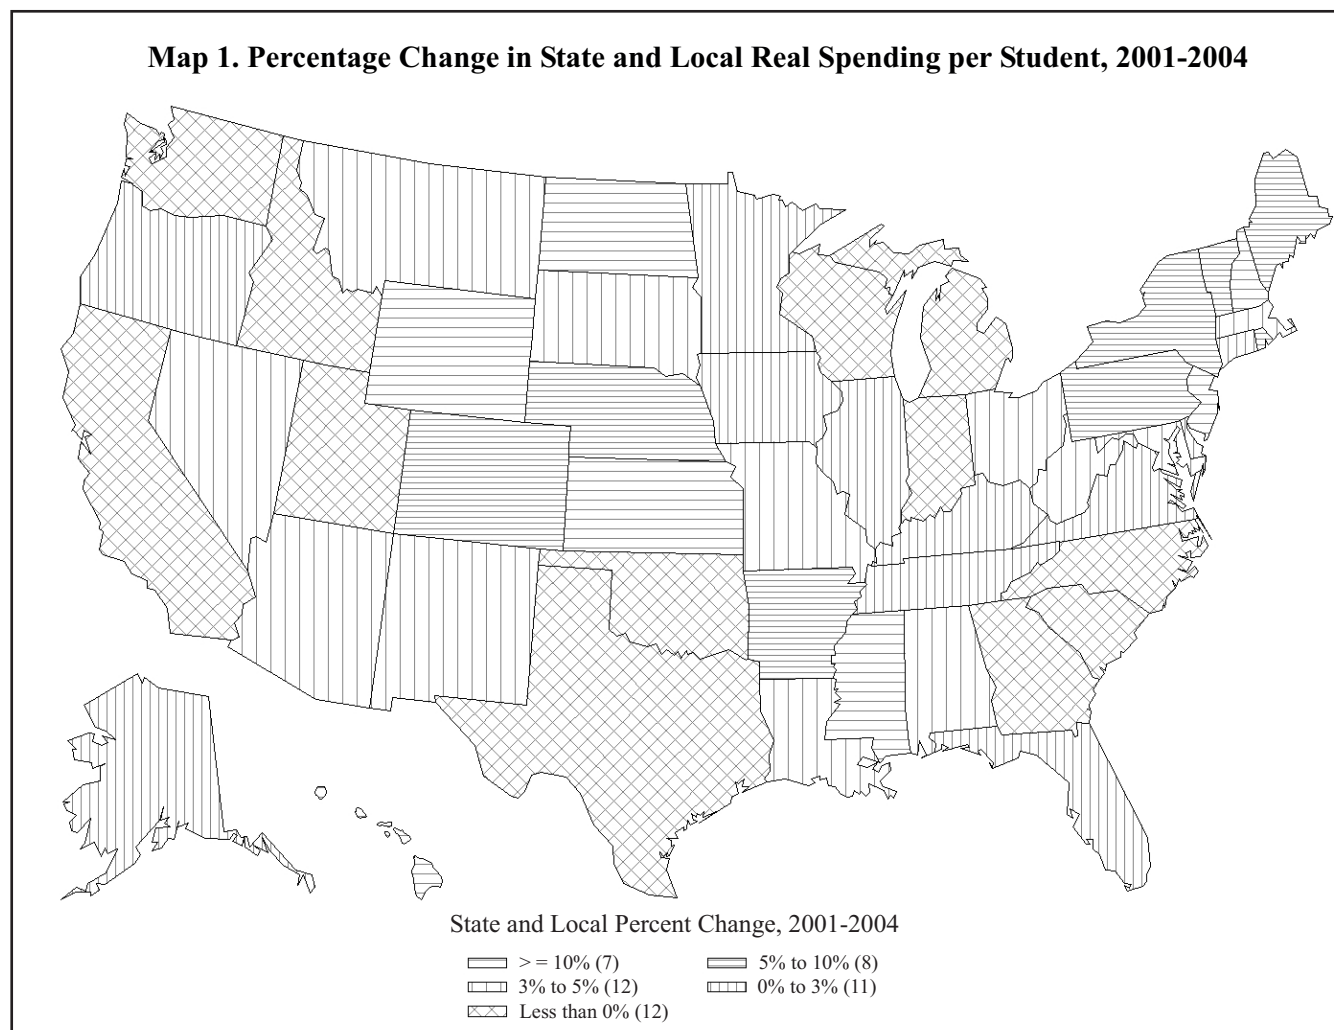 Map 1. Percentage Change in State and Local Real Spending per Student, 2001-2004
State and Local Percent Change, 2001-2004
> = 10% (7) 5% to 10% (8)
3% to 5% (12) 0% to 3% (11)
Less than 0% (12)